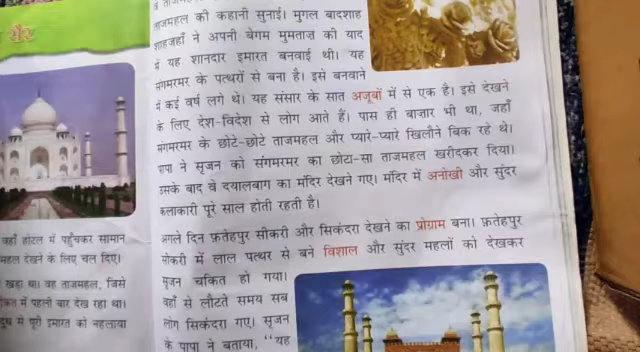 सैर
वहाँ होटल में पहुँचकर सामान
महल देखने के लिए चल दिए।
खड़ा था। वह ताजमहल, जिसे
में पहली बार देख रहा था।
से पूरी इमारत को नहलाया
ताजमहल की कहानी सुनाई। मुगल बादशाह
शाहजहाँ ने अपनी बेगम मुमताज़ की याद
में यह शानदार इमारत बनवाई थी। यह
संगमरमर के पत्थरों से बना है। इसे बनवाने
में कई वर्ष लगे थे। यह संसार के सात अजूबों में से एक है। इसे देखने
के लिए देश-विदेश से लोग आते हैं। पास ही बाज़ार भी था, जहाँ
संगमरमर के छोटे-छोटे ताजमहल और प्यारे-प्यारे खिलौने बिक रहे थे।
पापा ने सृजन को संगमरमर का छोटा-सा ताजमहल खरीदकर दिया।
उसके बाद वे दयालबाग का मंदिर देखने गए। मंदिर में अनोखी और सुंदर
कलाकारी पूरे साल होती रहती है।
अगले दिन फ़तेहपुर सीकरी और सिकंदरा देखने का प्रोग्राम बना। फ़तेहपुर
सीकरी में लाल पत्थर से बने विशाल और सुंदर महलों को देखकर
सृजन चकित हो गया।
वहाँ से लौटते समय सब
लोग सिकंदरा गए। सृजन
के पापा ने बताया, “यह